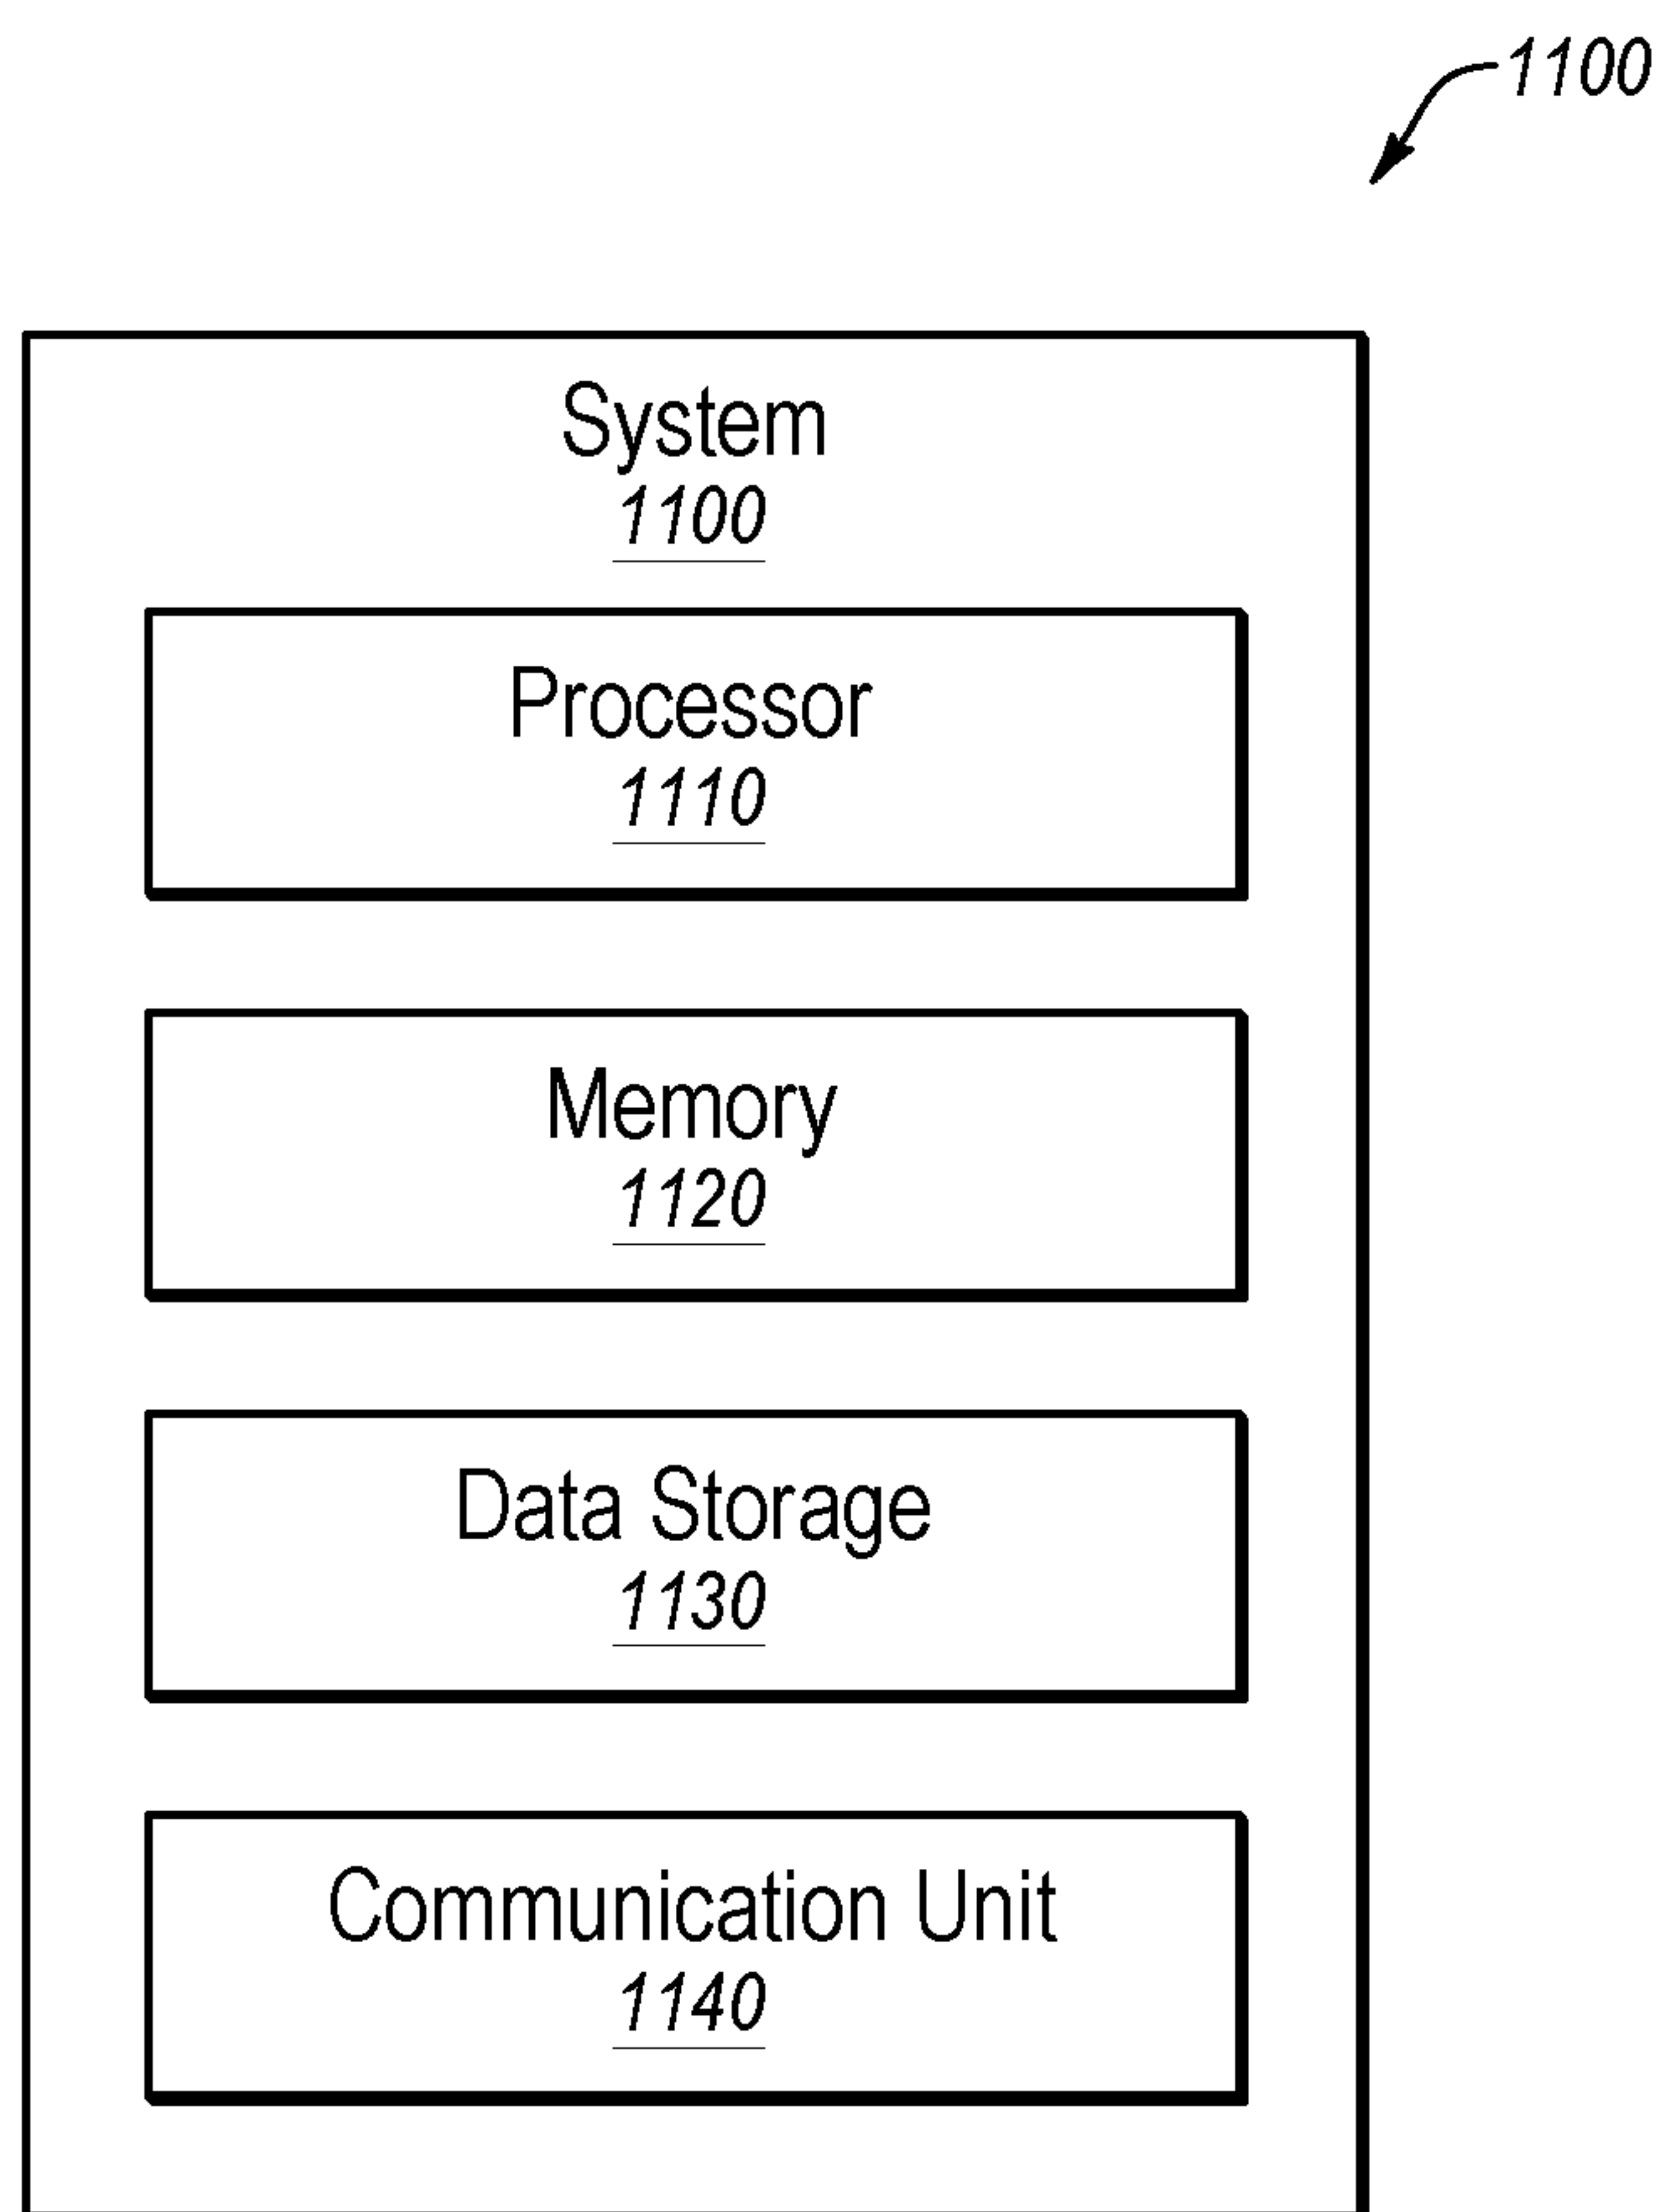 1100
System
1100
Processor
1110
Memory
1120
Data Storage
1130
Communication Unit
1140